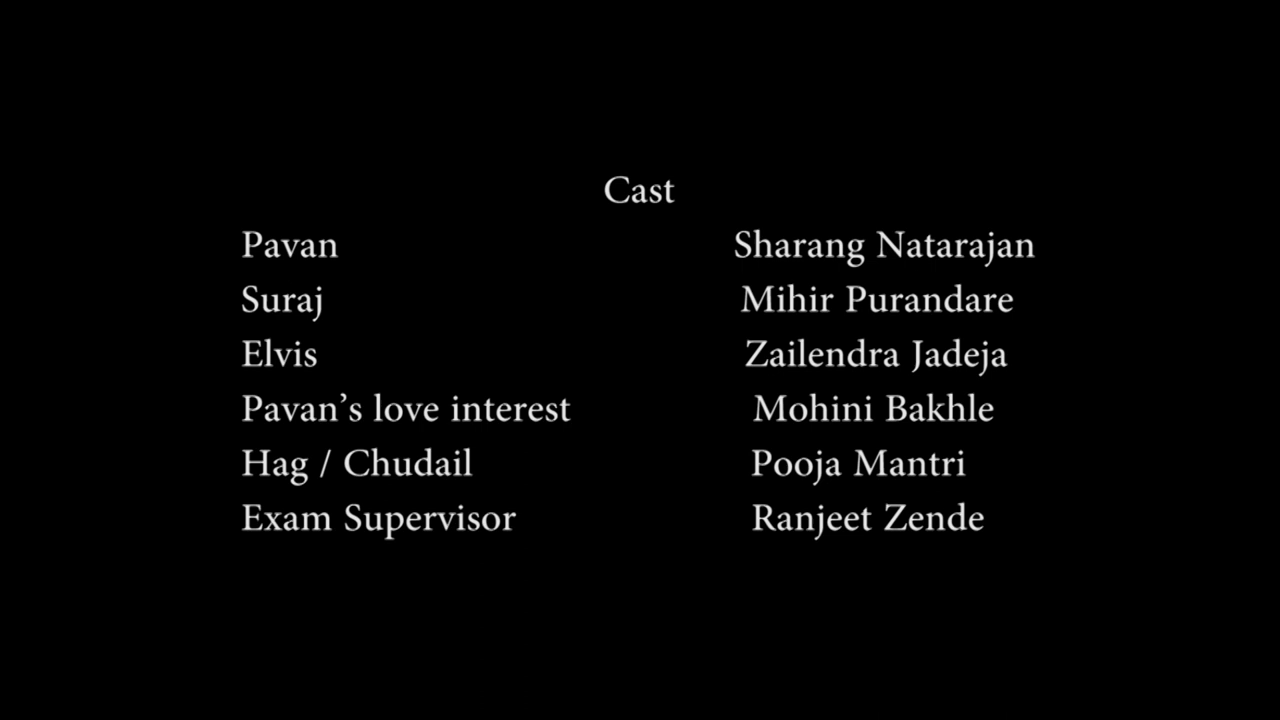 Cast
Pavan Sharang Natarajan
Suraj Mihir Purandare
Elvis Zailendra Jadeja
Pavan’s love interest Mohini Bakhle
Hag / Chudail Pooja Mantri
Exam Supervisor Ranjeet Zende